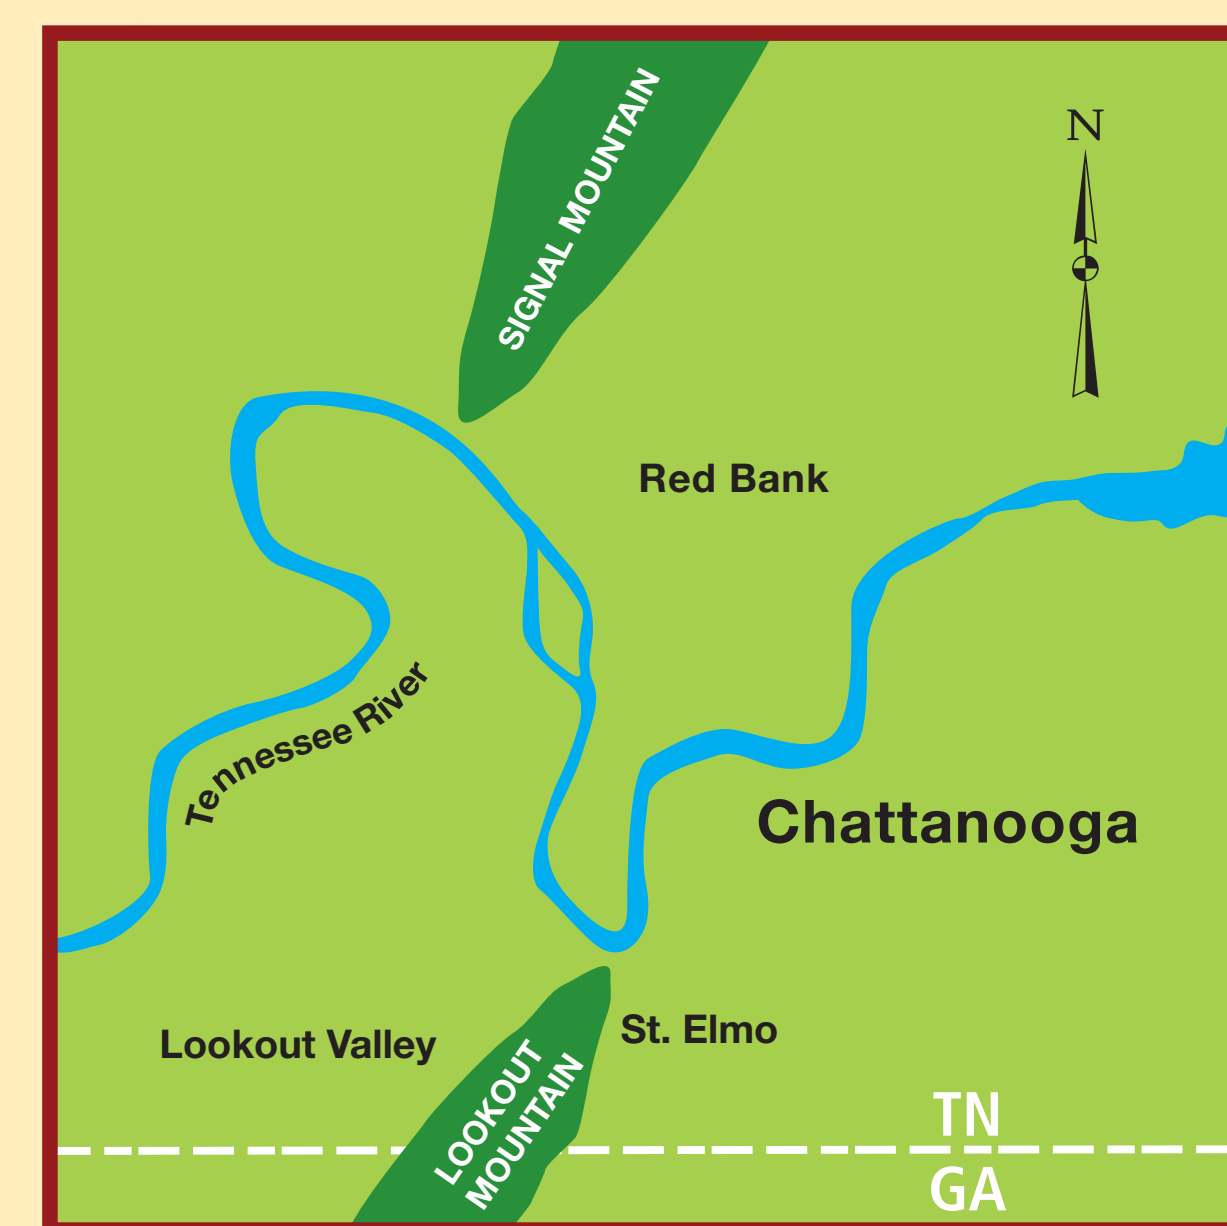 SIGNAL MOUNTAIN
N
Red Bank
Tennessee River
Chattanooga
Lookout Valley
St. Elmo
LOOKOUT
MOUNTAIN
TN
GA